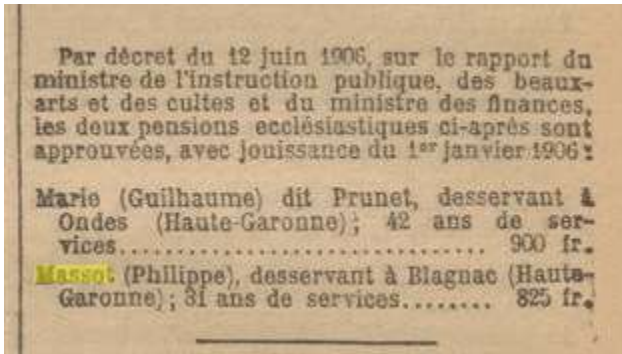 Par décret du 12 juin 1906, sur le rapport du
ministre de l'instruction publique, des beaux-
arts et des cultes et du ministre des finances,
les deux pensions ecclésiastiques ci-après sont
approuvées, avec jouissance du 1er janvier 1906 :
Marie (Guilhaume) dit Prunet, desservant à
Ondes (Haute-Garonne) ; 42 ans de ser-
vices................................ 900 fr.
Massot (Philippe), desservant à Blagnac (Haute-
Garonne) ; 31 ans de services........ 825 fr.